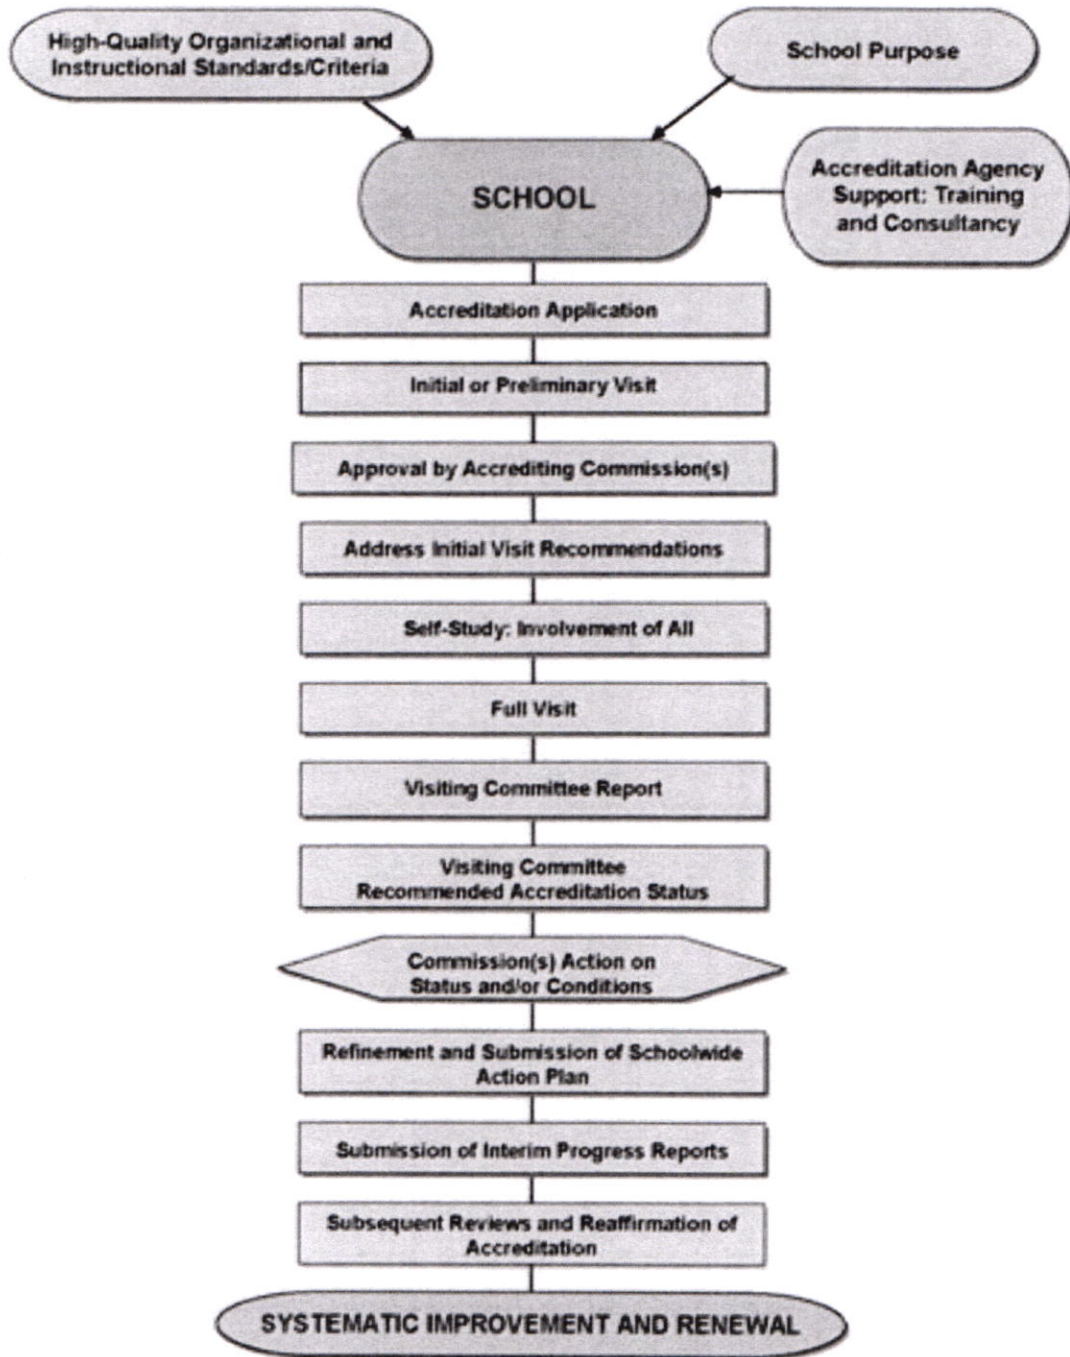 High-Quality Organizational and
Instructional Standards/Criteria
School Purpose
SCHOOL
Accreditation Agency
Support: Training
and Consultancy
Accreditation Application
Initial or Preliminary Visit
Approval by Accrediting Commission(s)
Address Initial Visit Recommendations
Self-Study: Involvement of All
Full Visit
Visiting Committee Report
Visiting Committee
Recommended Accreditation Status
Commission(s) Action on
Status and/or Conditions
Refinement and Submission of Schoolwide
Action Plan
Submission of Interim Progress Reports
Subsequent Reviews and Reaffirmation of
Accreditation
SYSTEMATIC IMPROVEMENT AND RENEWAL